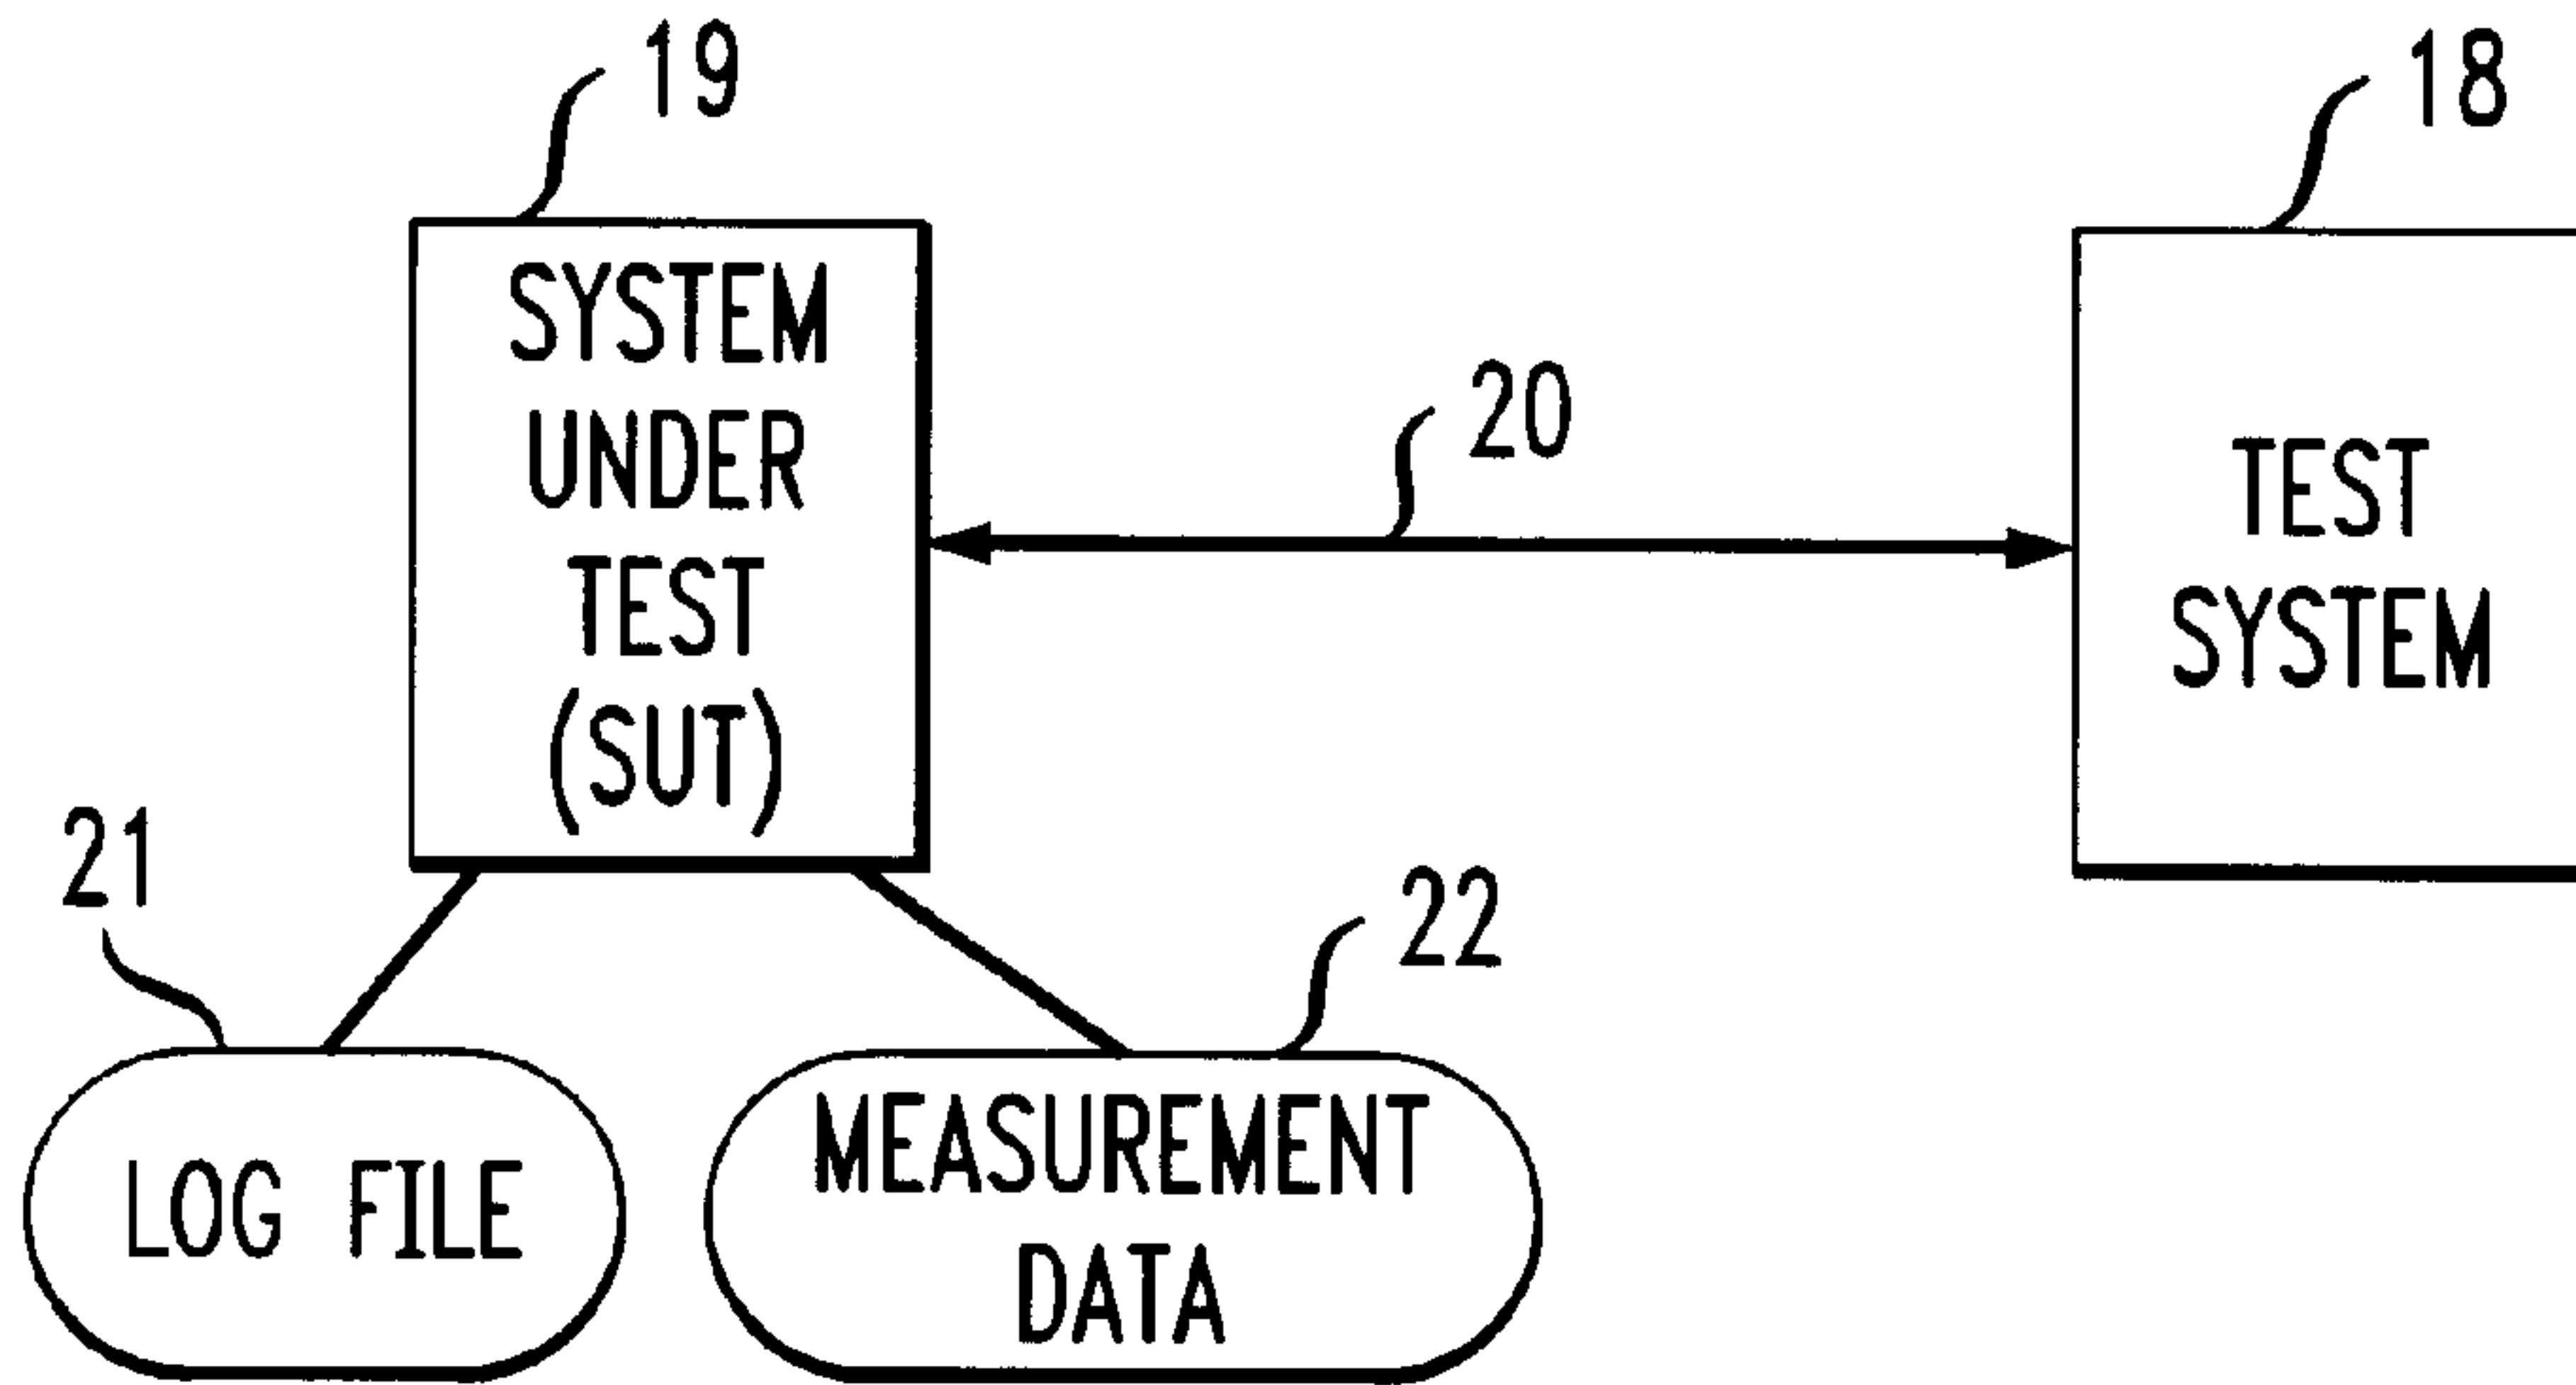 19
18
SYSTEM
UNDER
TEST
(SUT)
20
TEST
SYSTEM
21
22
LOG FILE
MEASUREMENT
DATA